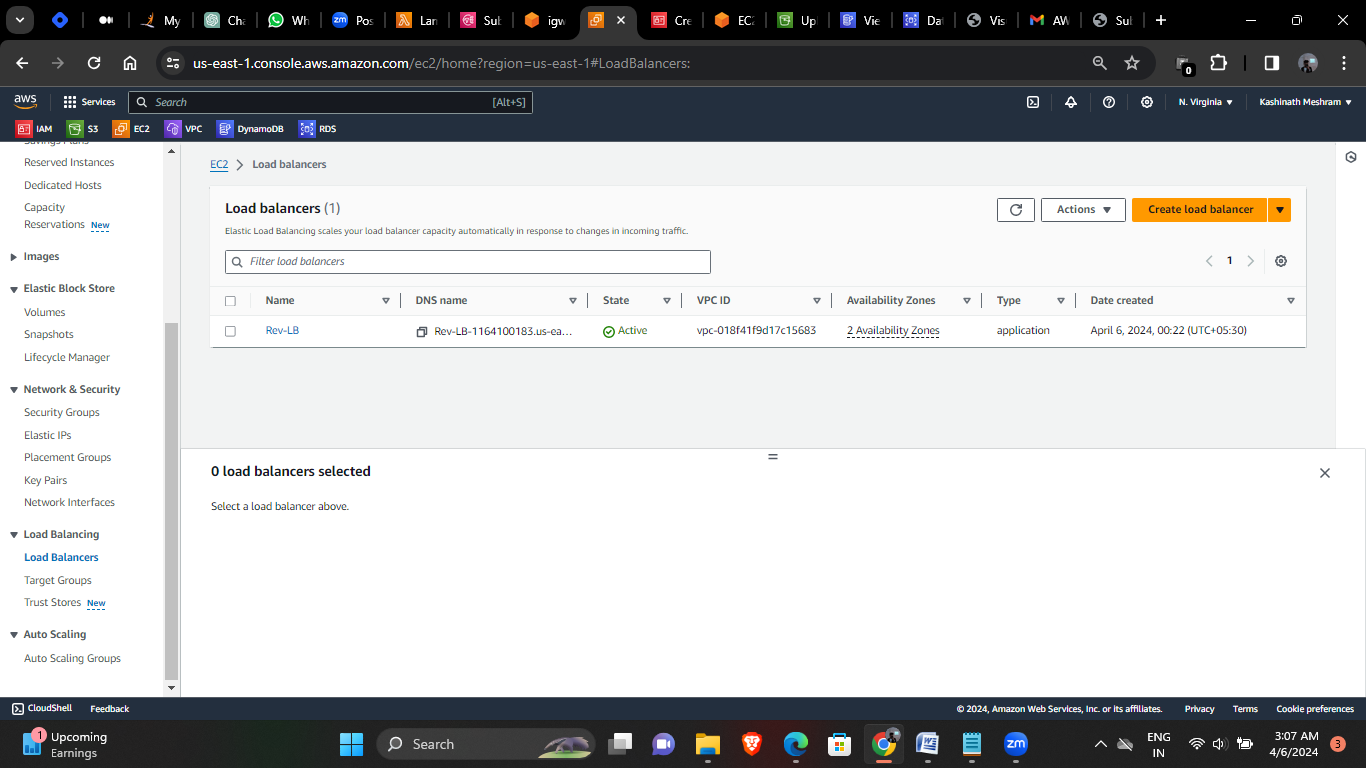 My
Cha
Wh
zm Pos
Lar
Sub
igw
Cre
EC2
Up
Vie
Dat
Vis
AW
Sul
us-east-1.console.aws.amazon.com/ec2/home?region=us-east-1#LoadBalancers:
0
aws
Services
Search [Alt+S]
N. Virginia
Kashinath Meshram
IAM
S3
EC2
VPC
DynamoDB
RDS
Savings Plans
Reserved Instances
Dedicated Hosts
Capacity
Reservations New
Images
Elastic Block Store
Volumes
Snapshots
Lifecycle Manager
Network & Security
Security Groups
Elastic IPs
Placement Groups
Key Pairs
Network Interfaces
Load Balancing
Load Balancers
Target Groups
Trust Stores New
Auto Scaling
Auto Scaling Groups
EC2 Load balancers
Load balancers (1)
Elastic Load Balancing scales your load balancer capacity automatically in response to changes in incoming traffic.
Actions
Create load balancer
Filter load balancers
1
Name DNS name State VPC ID Availability Zones Type Date created
Rev-LB Rev-LB-1164100183.us-ea... Active vpc-018f41f9d17c15683 2 Availability Zones application April 6, 2024, 00:22 (UTC+05:30)
0 load balancers selected
Select a load balancer above.
CloudShell
Feedback
© 2024, Amazon Web Services, Inc. or its affiliates.
Privacy
Terms
Cookie preferences
1
Upcoming
Earnings
Search
zm
ENG
IN
3:07 AM
4/6/2024
3